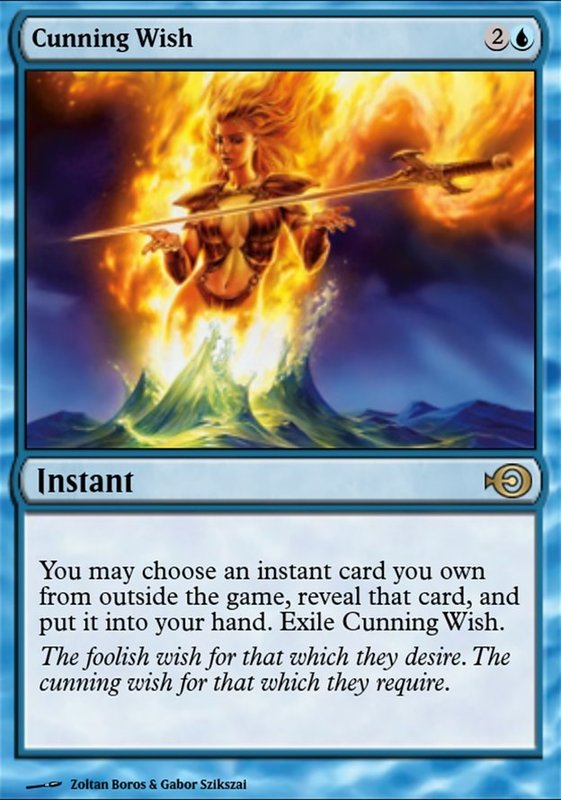 Cunning Wish 2
Instant
You may choose an instant card you own
from outside the game, reveal that card, and
put it into your hand. Exile Cunning Wish.
The foolish wish for that which they desire. The
cunning wish for that which they require.
Zoltan Boros & Gabor Szikszai